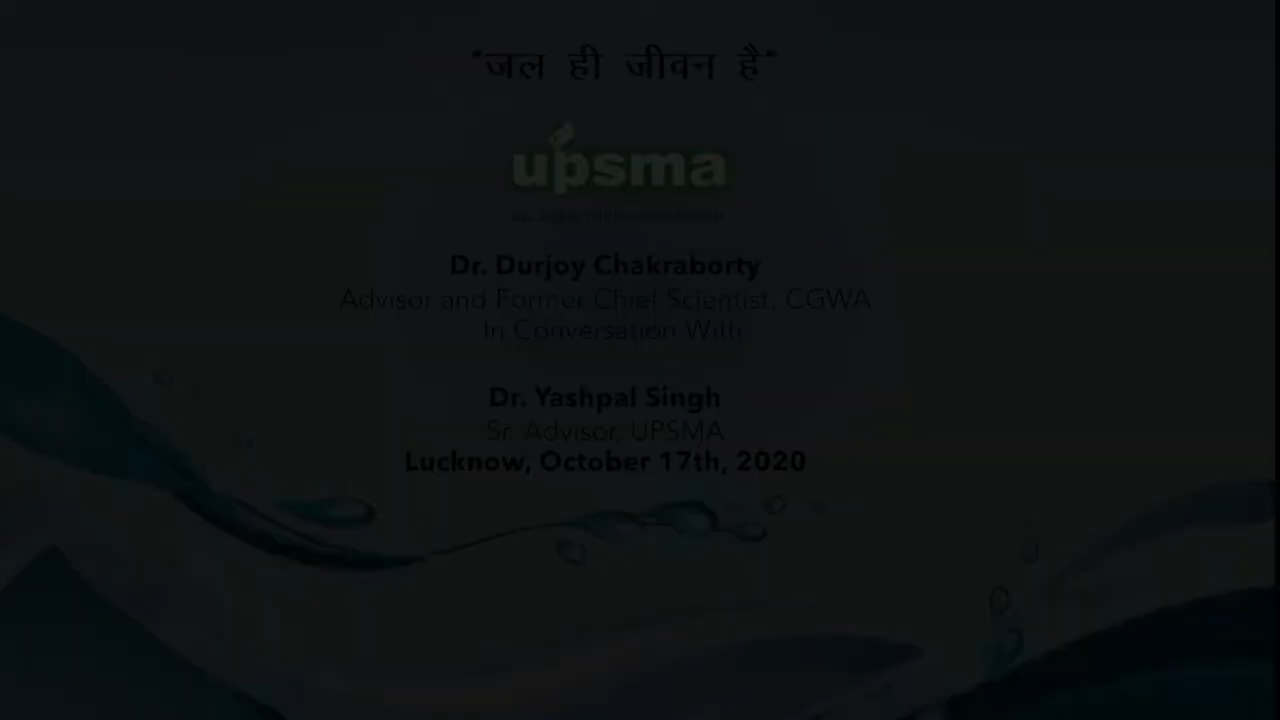 "जल ही जीवन है"
upsma
Dr. Durjoy Chakraborty
Advisor and Former Chief Scientist, CGWA
In Conversation With
Dr. Yashpal Singh
Sr. Advisor, UPSMA
Lucknow, October 17th, 2020